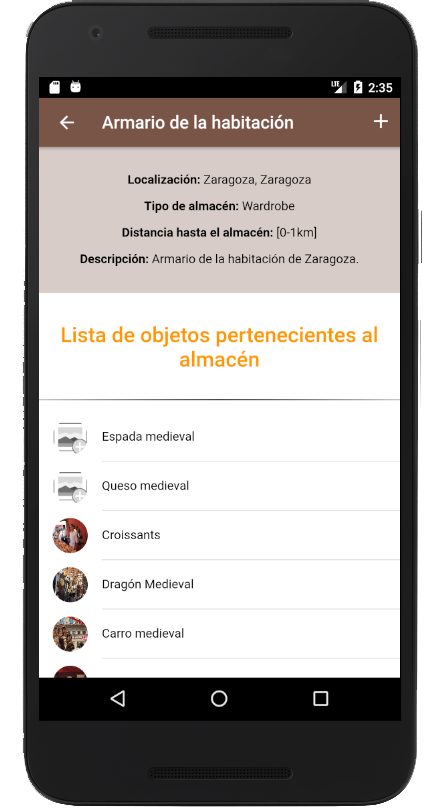 LTE 2:35
Armario de la habitación
Localización: Zaragoza, Zaragoza
Tipo de almacén: Wardrobe
Distancia hasta el almacén: [0-1km]
Descripción: Armario de la habitación de Zaragoza.
Lista de objetos pertenecientes al
almacén
Espada medieval
Queso medieval
Croissants
Dragón Medieval
Carro medieval